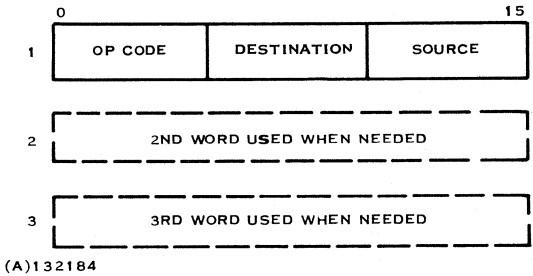 0 15
1 OP CODE DESTINATION SOURCE
2 2ND WORD USED WHEN NEEDED
3 3RD WORD USED WHEN NEEDED
(A)132184